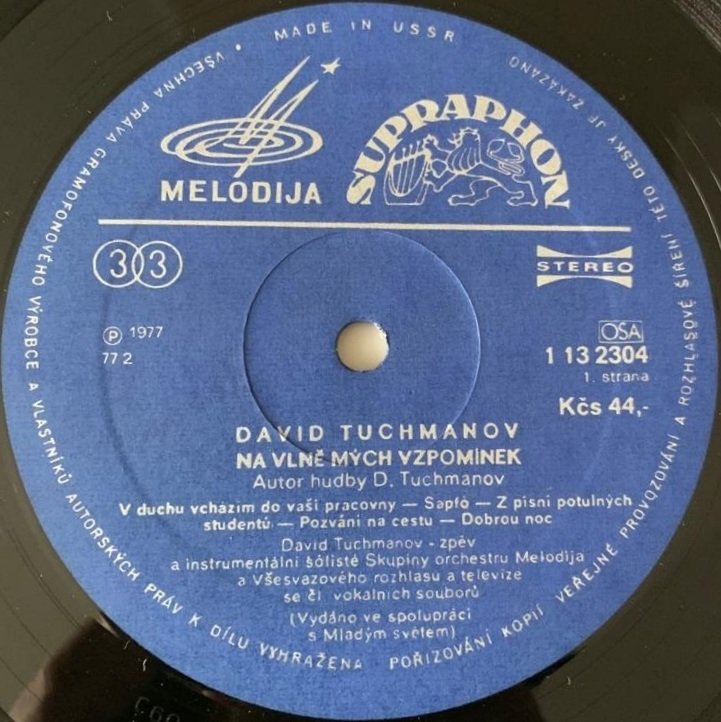 MADE IN USSR
VŠECHNA PRÁVA GRAMOFONOVÉHO VÝROBCE A VLASTNÍKŮ AUTORSKÝCH PRÁV K DÍLU VYHRAŽENA POŘIZOVÁNÍ KOPIÍ VEŘEJNÉ PROVOZOVÁNÍ A ROZHLASOVÉ ŠÍŘENÍ TÉTO DESKY JE ZAKÁZÁNO
MELODIJA
SUPRAPHON
33
STEREO
Ⓟ 1977
77 2
OSA
1 13 2304
1. strana
Kčs 44,-
DAVID TUCHMANOV
NA VLNĚ MÝCH VZPOMÍNEK
Autor hudby D. Tuchmanov
V duchu vcházím do vaší pracovny — Sapfó — Z písní potulných
studentů — Pozvání na cestu — Dobrou noc
David Tuchmanov - zpěv
a instrumentální sólisté Skupiny orchestru Melodija
a Všesvazového rozhlasu a televize
se čl. vokálních souborů
(Vydáno ve spolupráci
s Mladým světem)